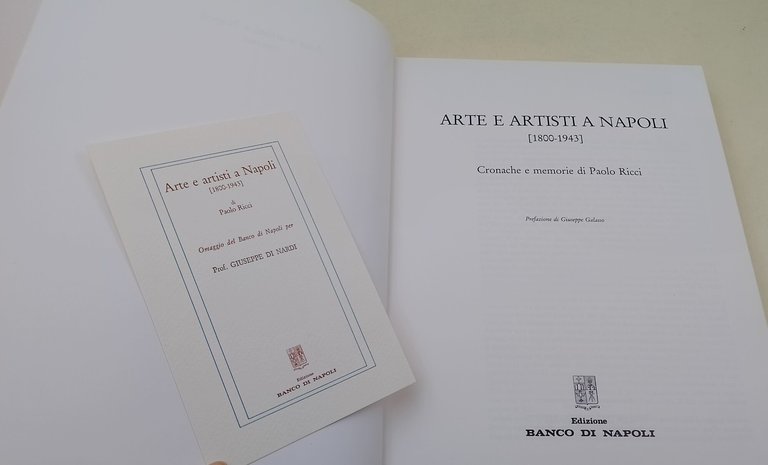 Arte e artisti a Napoli
[1800-1943]
di
Paolo Ricci
Omaggio del Banco di Napoli per
Prof. GIUSEPPE DI NARDI
Edizione
BANCO DI NAPOLI
ARTE E ARTISTI A NAPOLI
[1800-1943]
Cronache e memorie di Paolo Ricci
Prefazione di Giuseppe Galasso
Edizione
BANCO DI NAPOLI